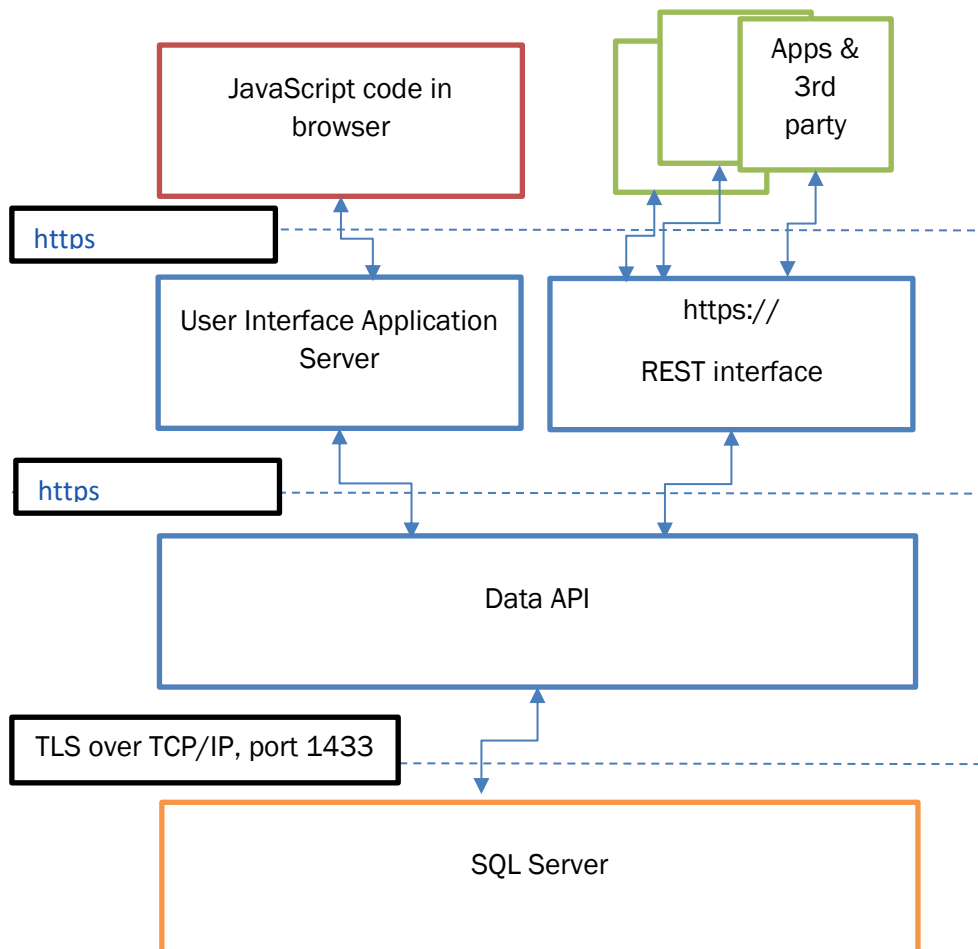 JavaScript code in
browser
Apps &
3rd
party
https
User Interface Application
Server
https://
REST interface
https
Data API
TLS over TCP/IP, port 1433
SQL Server